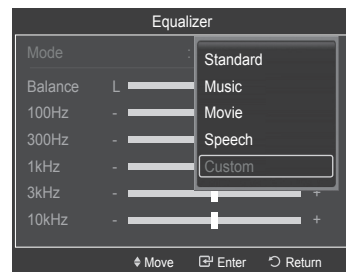 Equalizer
Mode :
Standard
Music
Movie
Speech
Custom
Balance L
100Hz -
300Hz -
1kHz -
3kHz - +
10kHz - +
Move Enter Return